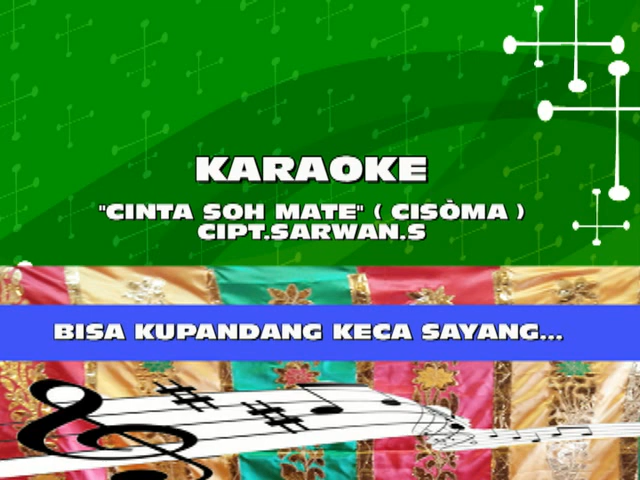 KARAOKE
"CINTA SOH MATE" ( CISÒMA )
CIPT.SARWAN.S
BISA KUPANDANG KECA SAYANG...